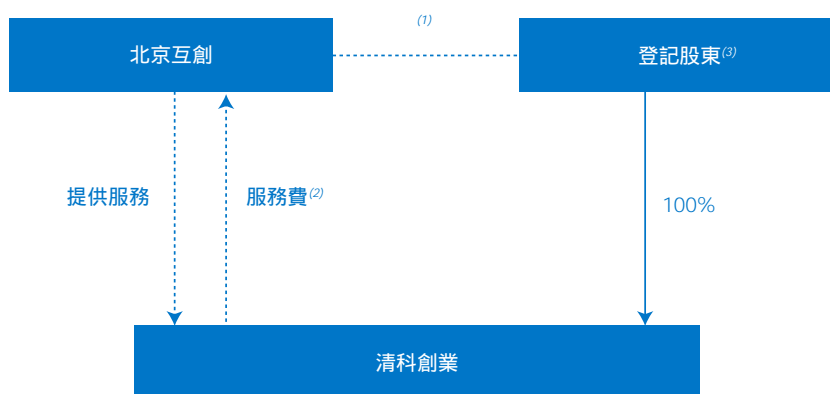 (1)
北京互創
登記股東(3)
提供服務
服務費(2)
100%
清科創業